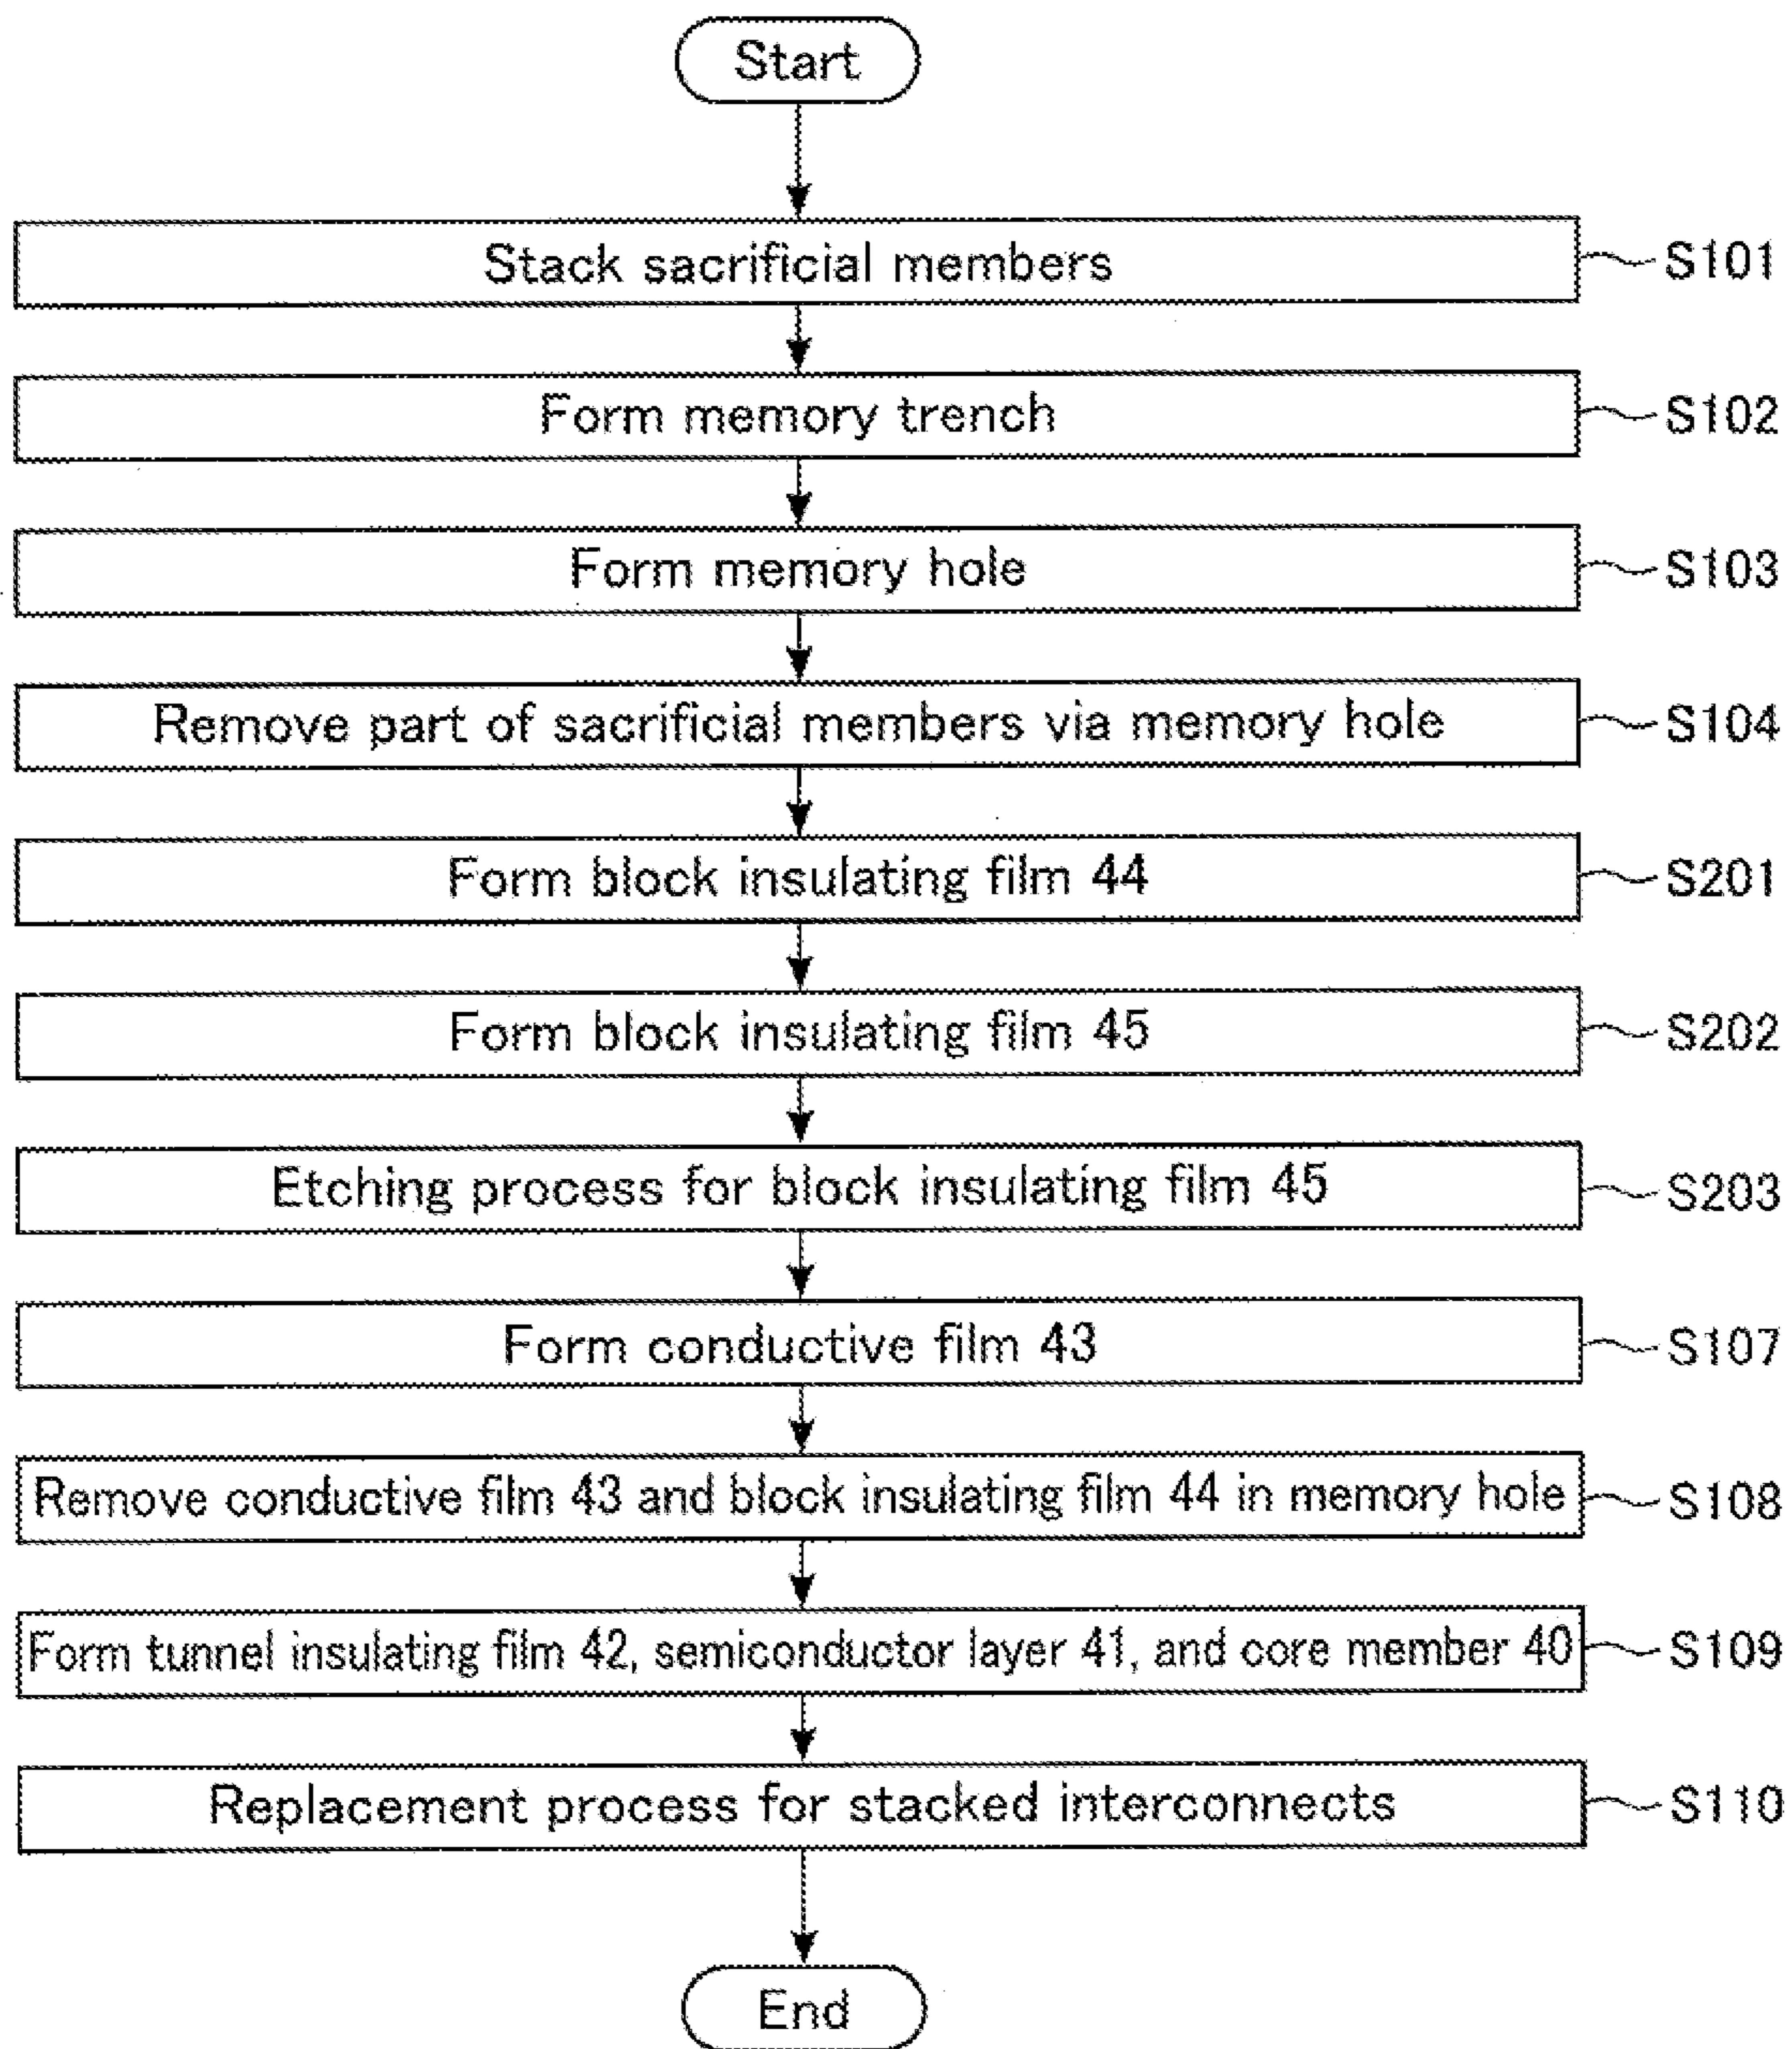 Start
Stack sacrificial members
S101
Form memory trench
S102
Form memory hole
S103
Remove part of sacrificial members via memory hole
S104
Form block insulating film 44
S201
Form block insulating film 45
S202
Etching process for block insulating film 45
S203
Form conductive film 43
S107
Remove conductive film 43 and block insulating film 44 in memory hole
S108
Form tunnel insulating film 42, semiconductor layer 41, and core member 40
S109
Replacement process for stacked interconnects
S110
End